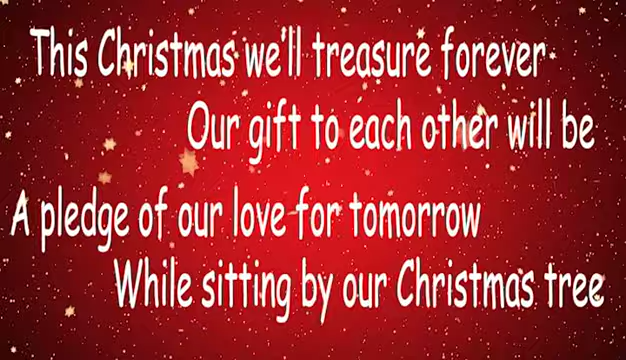 This Christmas we'll treasure forever
Our gift to each other will be
A pledge of our love for tomorrow
While sitting by our Christmas tree